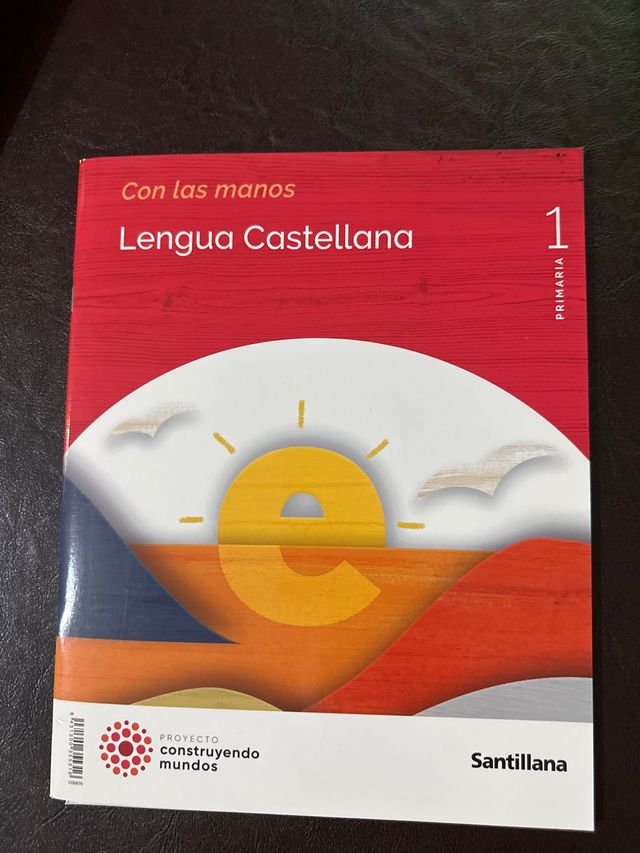 Con las manos
Lengua Castellana
1
PRIMARIA
e
PROYECTO
construyendo
mundos
Santillana